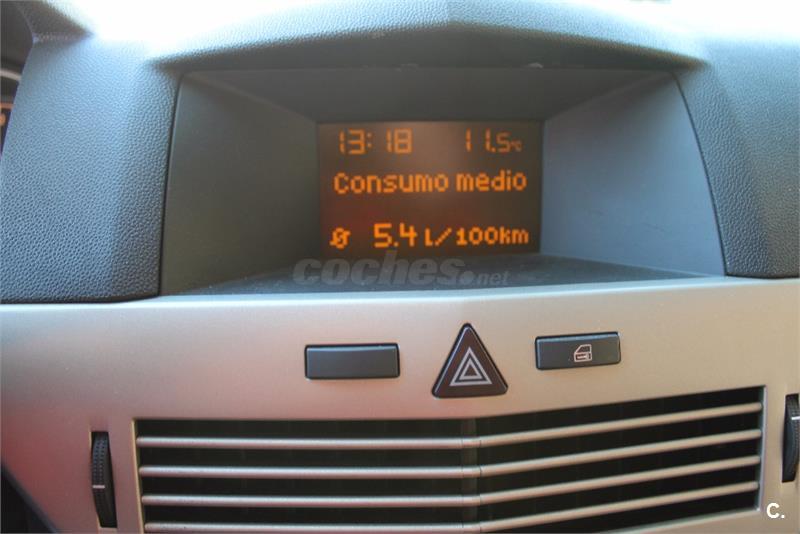 13:18 11.5°C
Consumo medio
5.4 l/100km
coches.net
C.